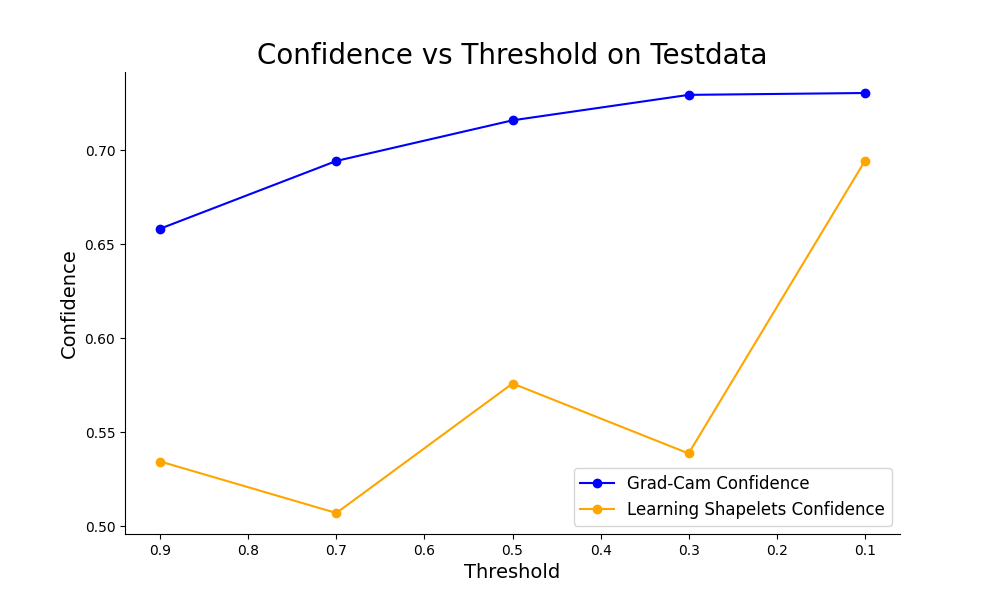 Confidence vs Threshold on Testdata
Confidence
0.70
0.65
0.60
0.55
0.50
0.9 0.8 0.7 0.6 0.5 0.4 0.3 0.2 0.1
Threshold
Grad-Cam Confidence
Learning Shapelets Confidence